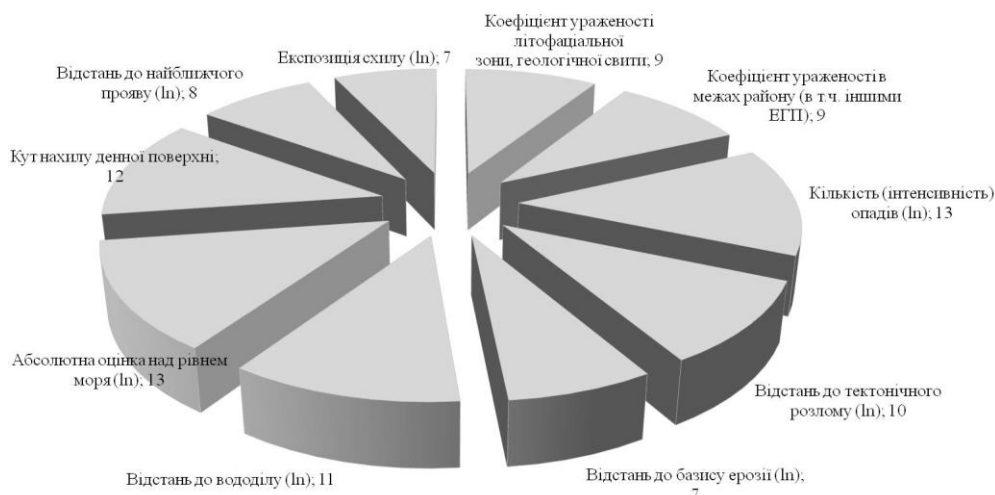 Коефіцієнт ураженості
літофаціальної
зони, геологічної свити; 9
Коефіцієнт ураженості в
межах району (в т.ч. іншими
ЕГП); 9
Кількість (інтенсивність)
опадів (ln); 13
Відстань до тектонічного
розлому (ln); 10
Відстань до базису ерозії (ln);
Відстань до вододілу (ln); 11
Абсолютна оцінка над рівнем
моря (ln); 13
Кут нахилу денної поверхні;
12
Відстань до найближчого
прояву (ln); 8
Експозиція схилу (ln); 7